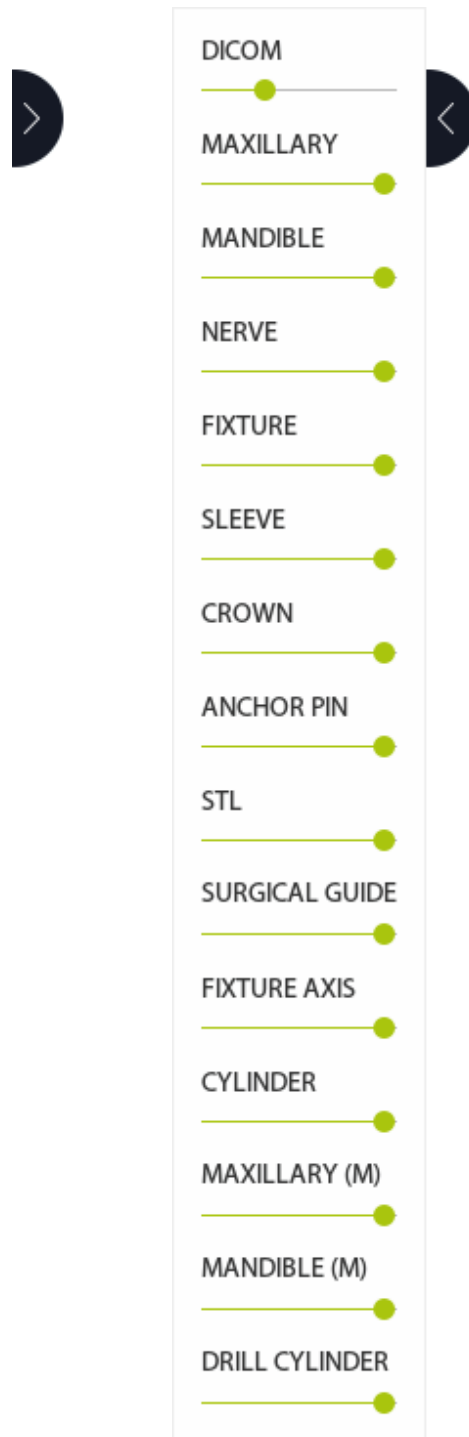 DICOM
MAXILLARY
MANDIBLE
NERVE
FIXTURE
SLEEVE
CROWN
ANCHOR PIN
STL
SURGICAL GUIDE
FIXTURE AXIS
CYLINDER
MAXILLARY (M)
MANDIBLE (M)
DRILL CYLINDER